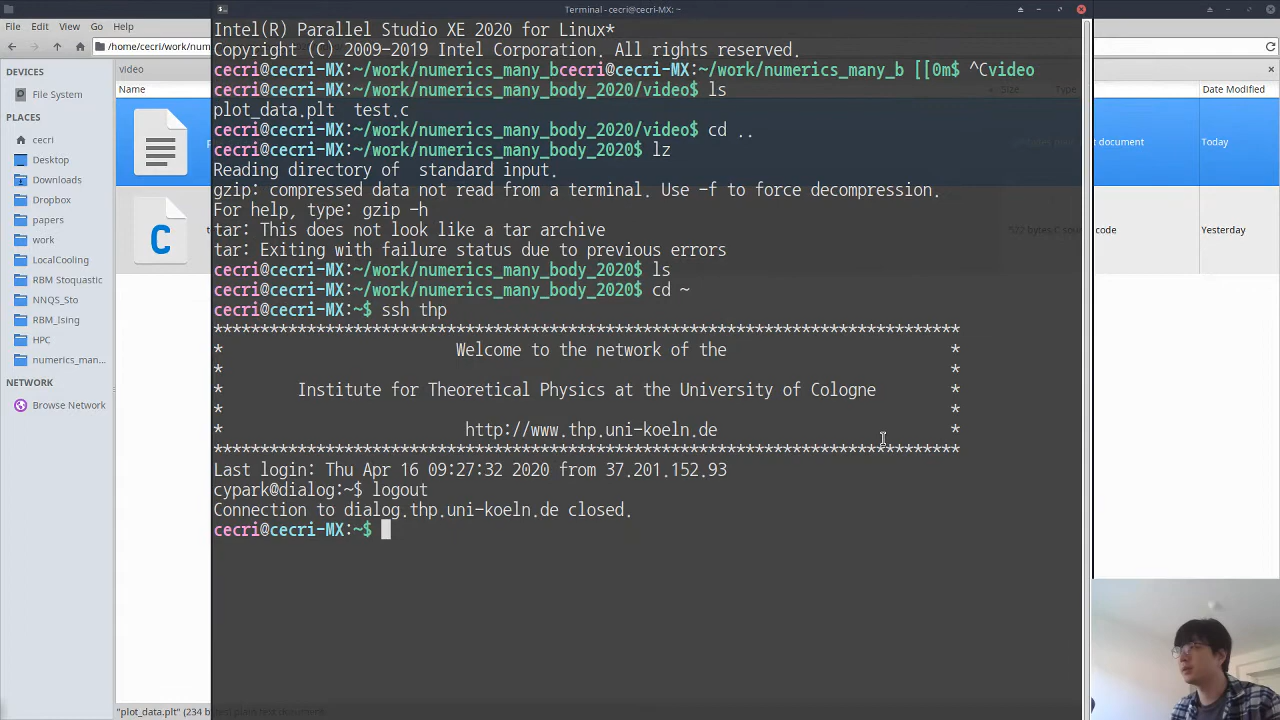 Terminal - cecri@cecri-MX: ~
File Edit View Go Help
/home/cecri/work/num
DEVICES
File System
PLACES
cecri
Desktop
Downloads
Dropbox
papers
work
LocalCooling
RBM Stoquastic
NNQS_Sto
RBM_Ising
HPC
numerics_man...
NETWORK
Browse Network
video
Name
Size
Type
Date Modified
document
Today
bytes
C source code
Yesterday
Intel(R) Parallel Studio XE 2020 for Linux*
Copyright (C) 2009-2019 Intel Corporation. All rights reserved.
cecri@cecri-MX:~/work/numerics_many_bcecri@cecri-MX:~/work/numerics_many_b [[0m$ ^Cvideo
cecri@cecri-MX:~/work/numerics_many_body_2020/video$ ls
plot_data.plt  test.c
cecri@cecri-MX:~/work/numerics_many_body_2020/video$ cd ..
cecri@cecri-MX:~/work/numerics_many_body_2020$ lz
Reading directory of  standard input.
gzip: compressed data not read from a terminal. Use -f to force decompression.
For help, type: gzip -h
tar: This does not look like a tar archive
tar: Exiting with failure status due to previous errors
cecri@cecri-MX:~/work/numerics_many_body_2020$ ls
cecri@cecri-MX:~/work/numerics_many_body_2020$ cd ~
cecri@cecri-MX:~$ ssh thp
********************************************************************************
* Welcome to the network of the *
* *
* Institute for Theoretical Physics at the University of Cologne *
* *
* http://www.thp.uni-koeln.de *
********************************************************************************
Last login: Thu Apr 16 09:27:32 2020 from 37.201.152.93
cypark@dialog:~$ logout
Connection to dialog.thp.uni-koeln.de closed.
cecri@cecri-MX:~$
"plot_data.plt" (234 b